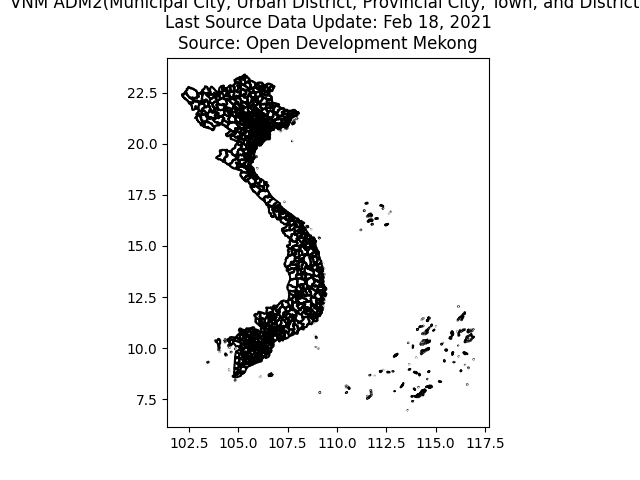 VNM ADM2(Municipal City, Urban District, Provincial City, Town, and District
Last Source Data Update: Feb 18, 2021
Source: Open Development Mekong
22.5
20.0
17.5
15.0
12.5
10.0
7.5
102.5 105.0 107.5 110.0 112.5 115.0 117.5